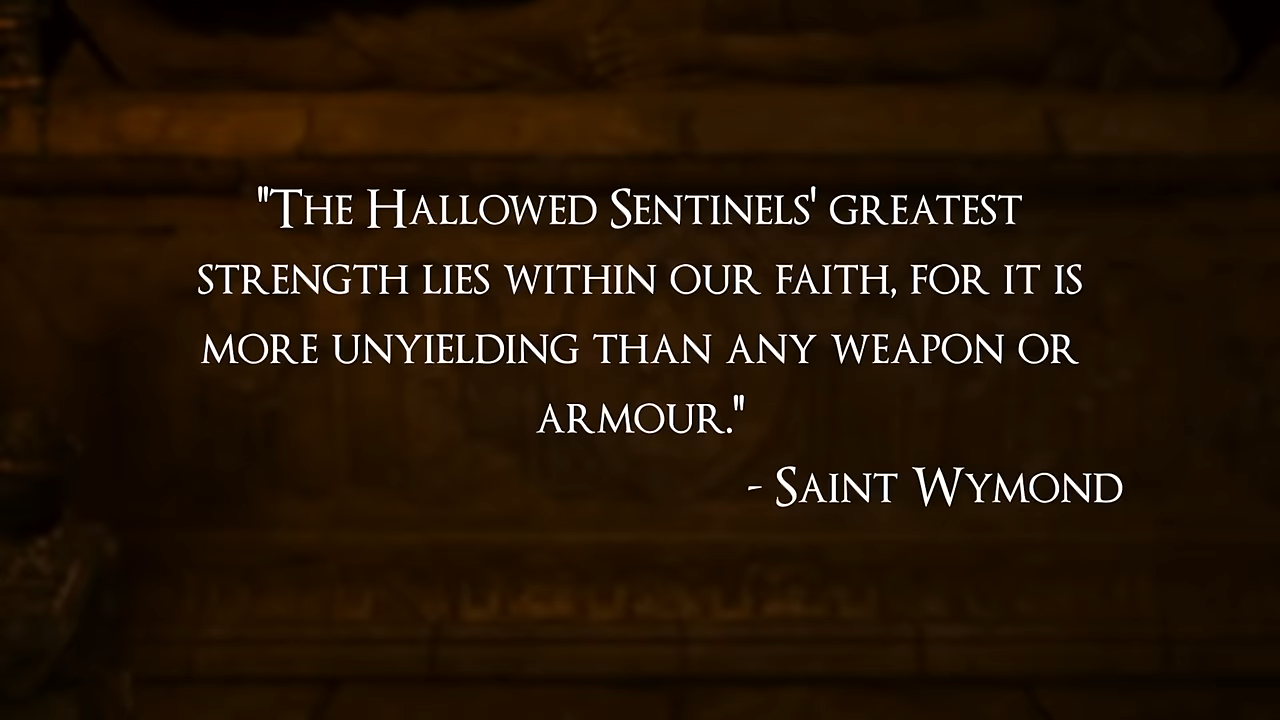 "The Hallowed Sentinels' greatest
strength lies within our faith, for it is
more unyielding than any weapon or
armour."
- Saint Wymond